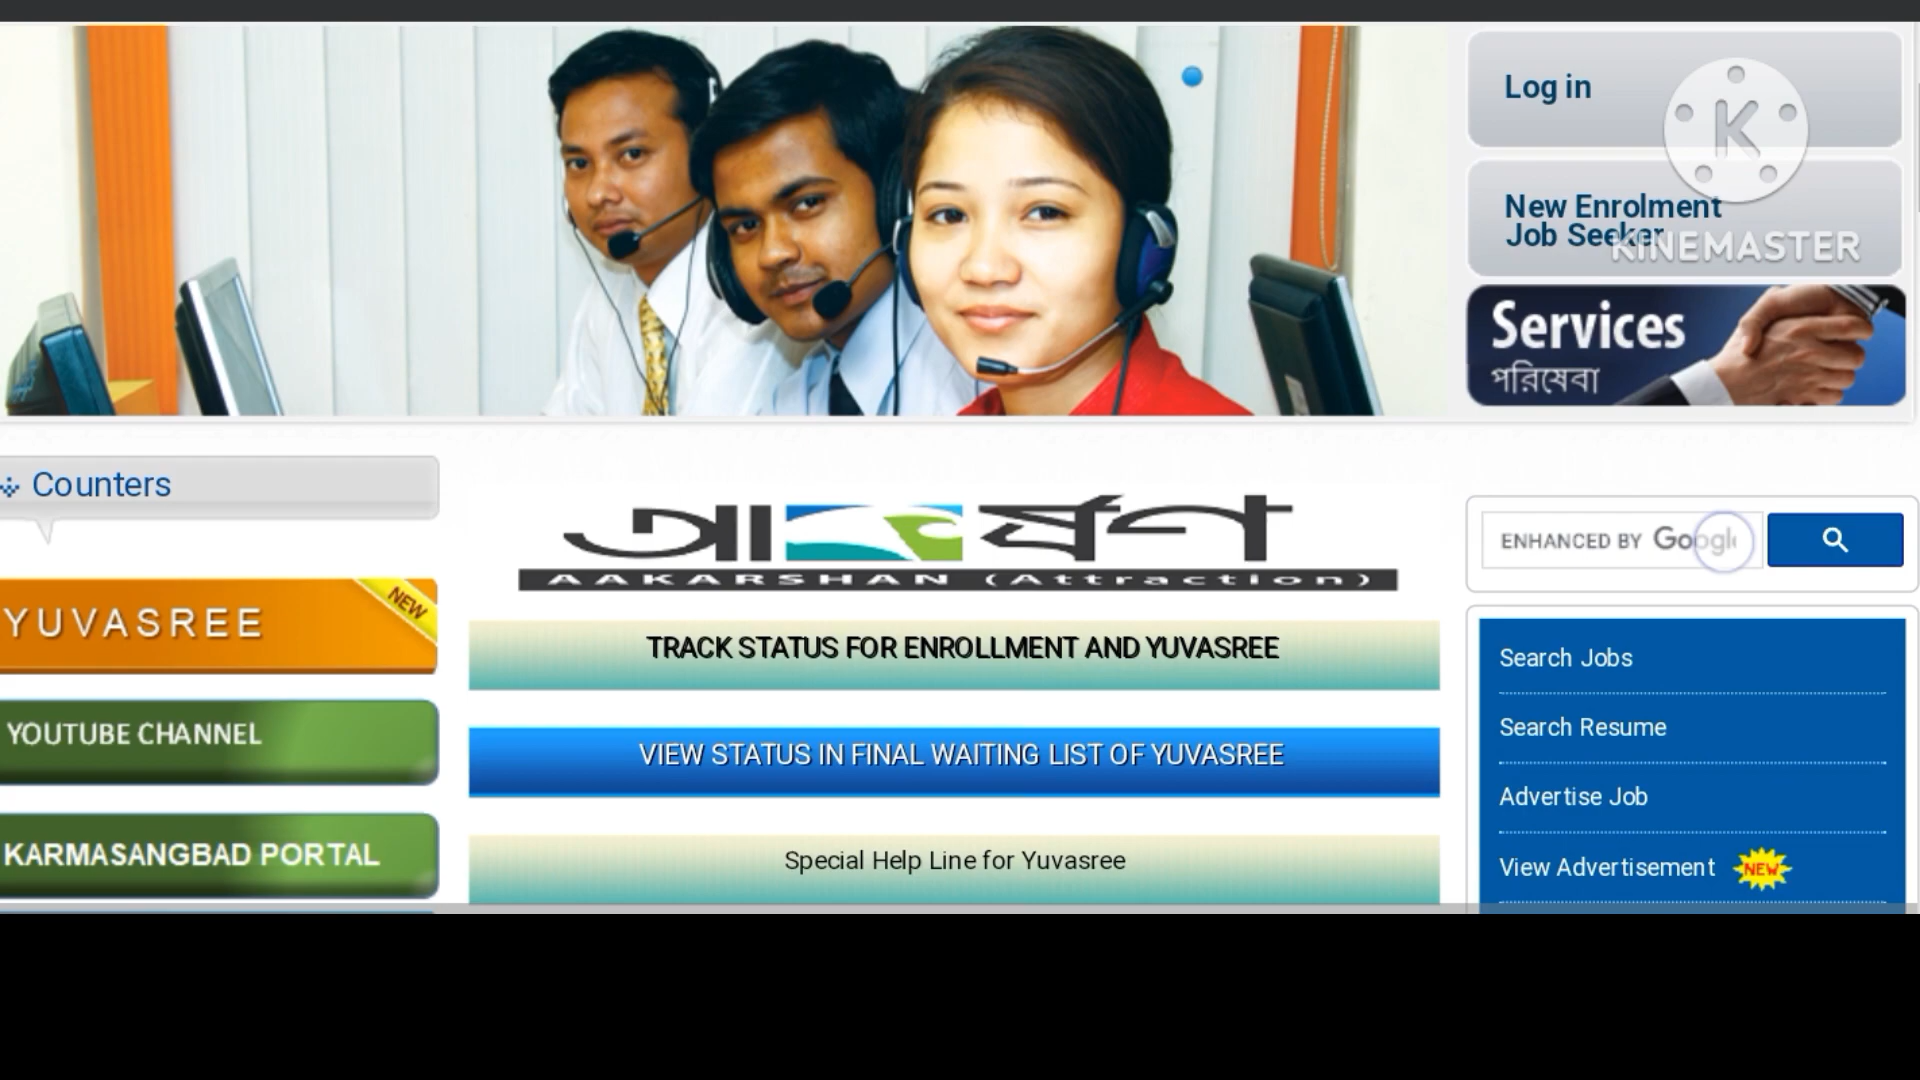 Log in
New Enrolment
Job Seeker
K
KINEMASTER
Services
পরিষেবা
Counters
YUVASREE
NEW
YOUTUBE CHANNEL
KARMASANGBAD PORTAL
আকর্ষণ
AAKARSHAN (Attraction)
TRACK STATUS FOR ENROLLMENT AND YUVASREE
VIEW STATUS IN FINAL WAITING LIST OF YUVASREE
Special Help Line for Yuvasree
ENHANCED BY Google
Search Jobs
Search Resume
Advertise Job
View Advertisement NEW